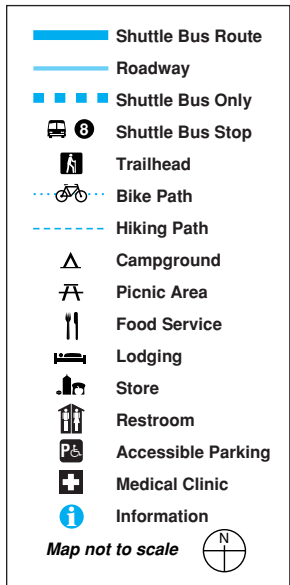 Shuttle Bus Route
Roadway
Shuttle Bus Only
8 Shuttle Bus Stop
Trailhead
Bike Path
Hiking Path
Campground
Picnic Area
Food Service
Lodging
Store
Restroom
P Accessible Parking
Medical Clinic
i Information
Map not to scale N